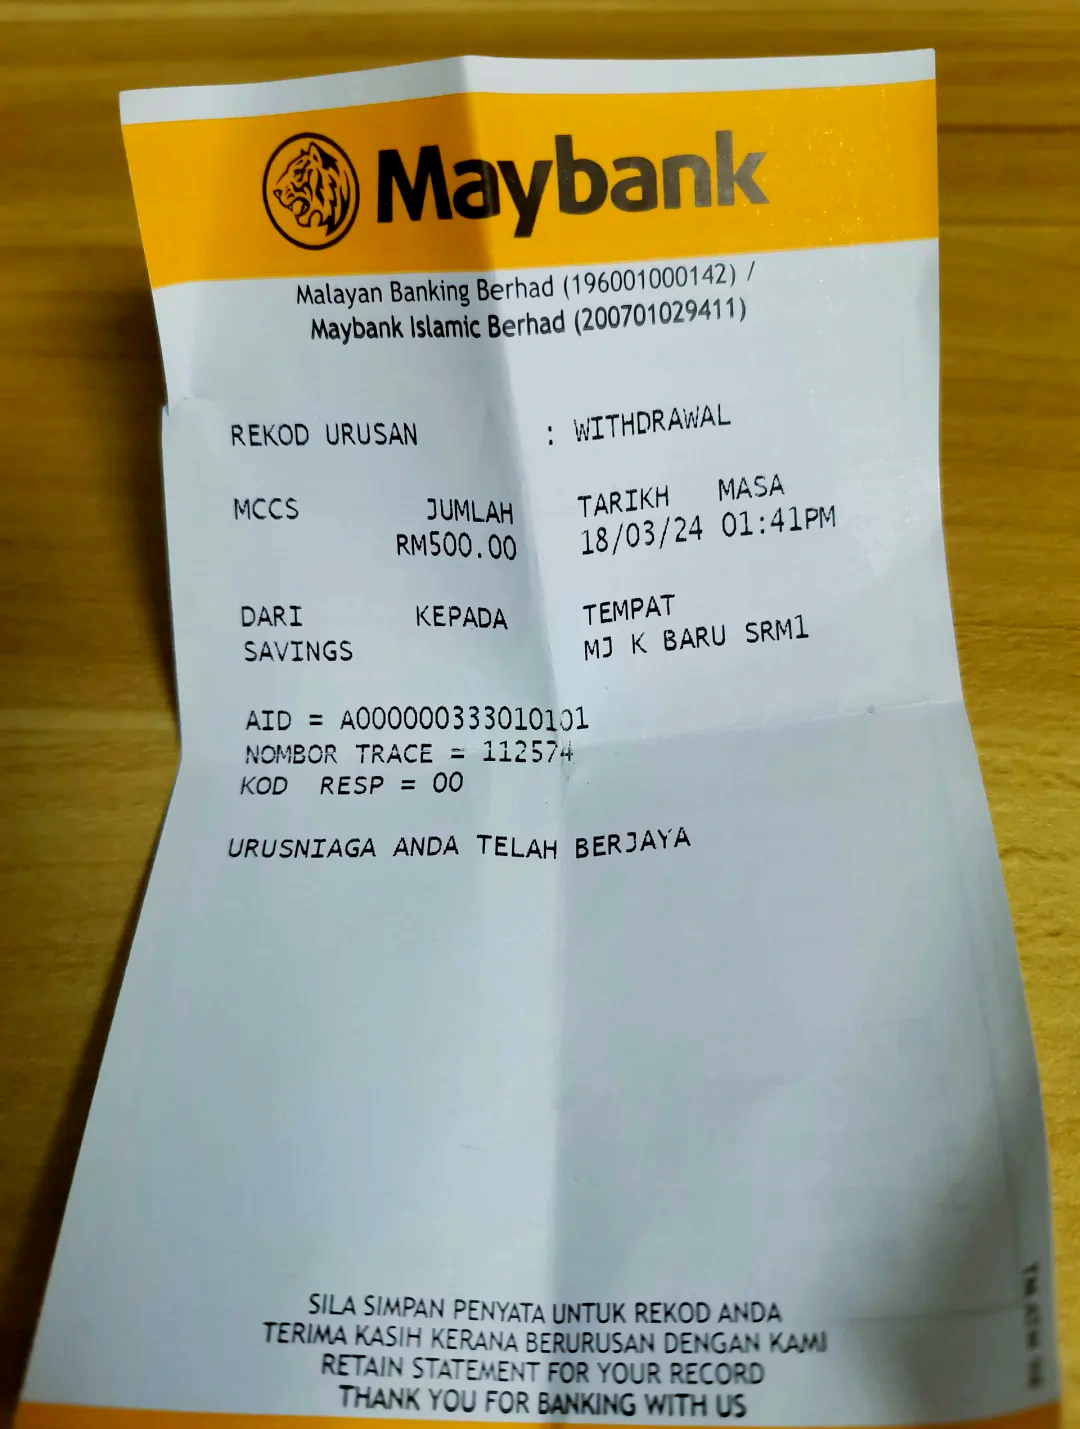 Maybank
Malayan Banking Berhad (196001000142) /
Maybank Islamic Berhad (200701029411)
REKOD URUSAN : WITHDRAWAL
MCCS JUMLAH TARIKH MASA
RM500.00 18/03/24 01:41PM
DARI KEPADA TEMPAT
SAVINGS MJ K BARU SRM1
AID = A0000000333010101
NOMBOR TRACE = 112574
KOD RESP = 00
URUSNIAGA ANDA TELAH BERJAYA
SILA SIMPAN PENYATA UNTUK REKOD ANDA
TERIMA KASIH KERANA BERURUSAN DENGAN KAMI
RETAIN STATEMENT FOR YOUR RECORD
THANK YOU FOR BANKING WITH US